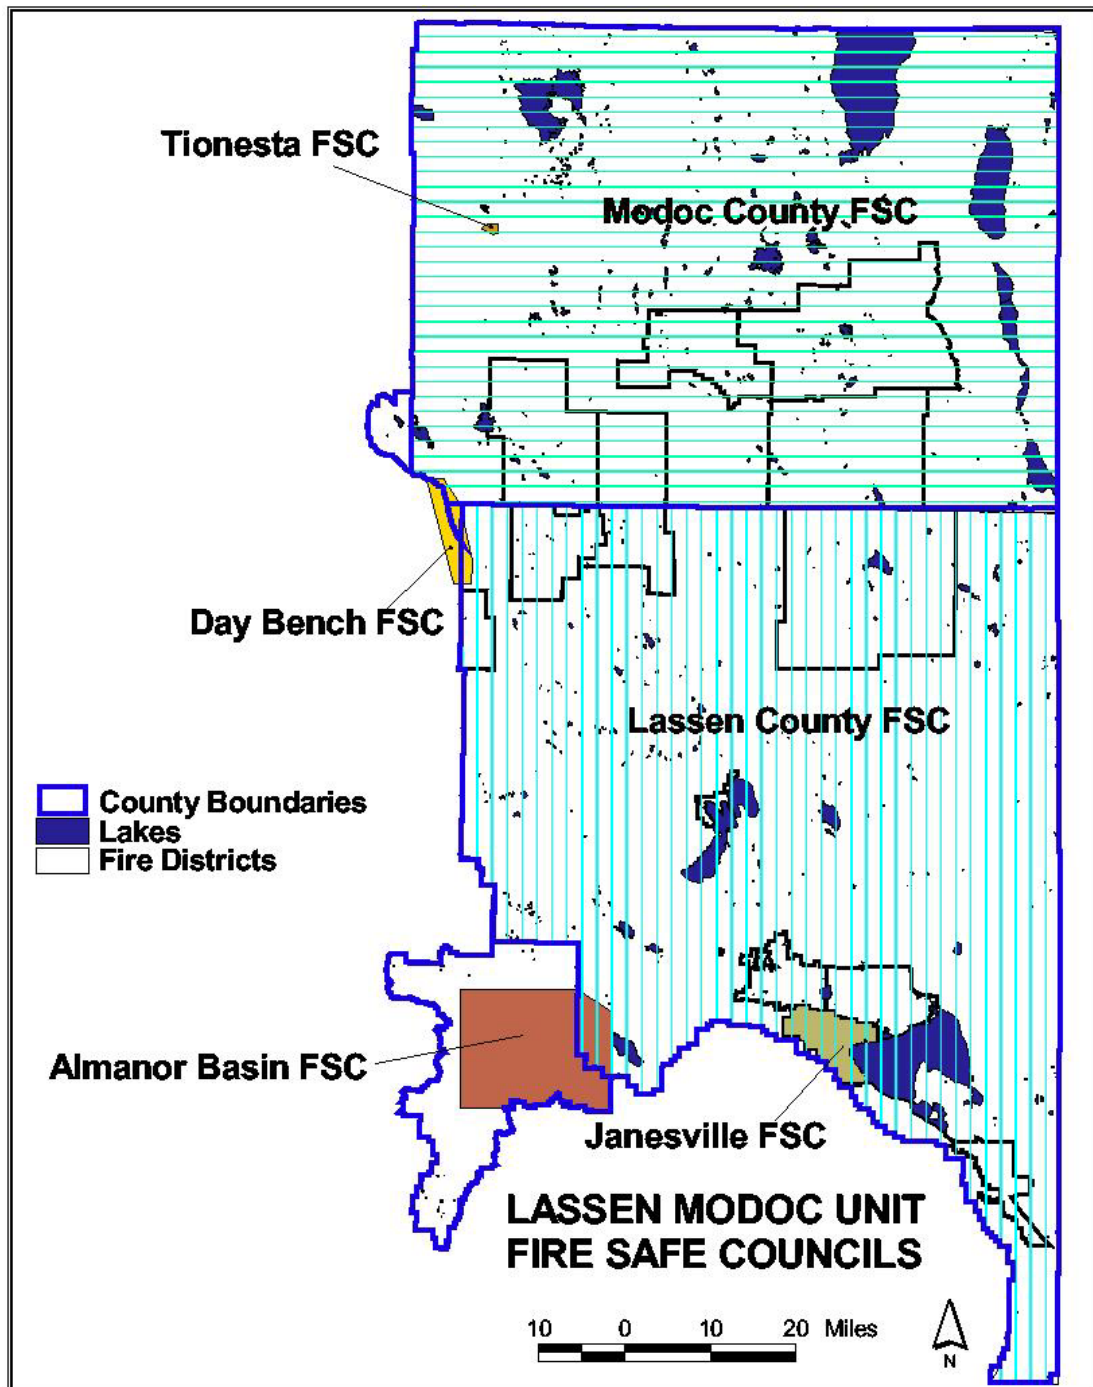 Tionesta FSC
Modoc County FSC
Day Bench FSC
Lassen County FSC
County Boundaries
Lakes
Fire Districts
Almanor Basin FSC
Janesville FSC
LASSEN MODOC UNIT
FIRE SAFE COUNCILS
10 0 10 20 Miles
N